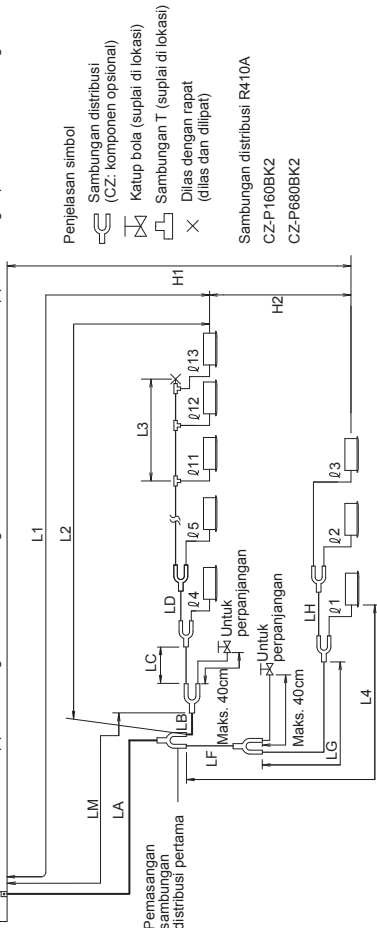 Penjelasan simbol
Sambungan distribusi
(CZ: komponen opsional)
Katup bola (suplai di lokasi)
Sambungan T (suplai di lokasi)
Dilas dengan rapat
(dilas dan dilipat)
Sambungan distribusi R410A
CZ-P160BK2
CZ-P680BK2
L1
L2
L3
H1
H2
LM
LA
LB
LC
LD
ℓ4
ℓ5
ℓ11
ℓ12
ℓ13
Untuk
perpanjangan
Maks. 40cm
Pemasangan
sambungan
distribusi pertama
LF
Untuk
perpanjangan
Maks. 40cm
LG
LH
ℓ1
ℓ2
ℓ3
L4